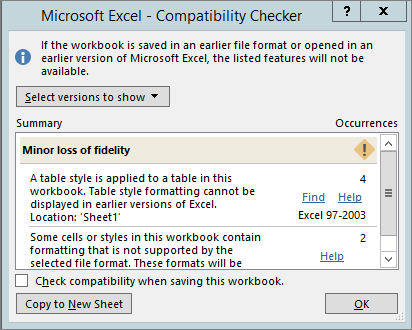 Microsoft Excel - Compatibility Checker
? x
If the workbook is saved in an earlier file format or opened in an
earlier version of Microsoft Excel, the listed features will not be
available.
Select versions to show
Summary Occurrences
Minor loss of fidelity
A table style is applied to a table in this 4
workbook. Table style formatting cannot be
displayed in earlier versions of Excel. Find Help
Location: 'Sheet1' Excel 97-2003
Some cells or styles in this workbook contain 2
formatting that is not supported by the
selected file format. These formats will be Help
Check compatibility when saving this workbook.
Copy to New Sheet OK